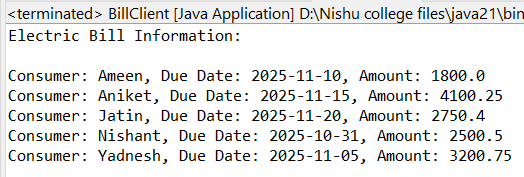 <terminated> BillClient [Java Application] D:\Nishu college files\java21\bin
Electric Bill Information:
Consumer: Ameen, Due Date: 2025-11-10, Amount: 1800.0
Consumer: Aniket, Due Date: 2025-11-15, Amount: 4100.25
Consumer: Jatin, Due Date: 2025-11-20, Amount: 2750.4
Consumer: Nishant, Due Date: 2025-10-31, Amount: 2500.5
Consumer: Yadnesh, Due Date: 2025-11-05, Amount: 3200.75